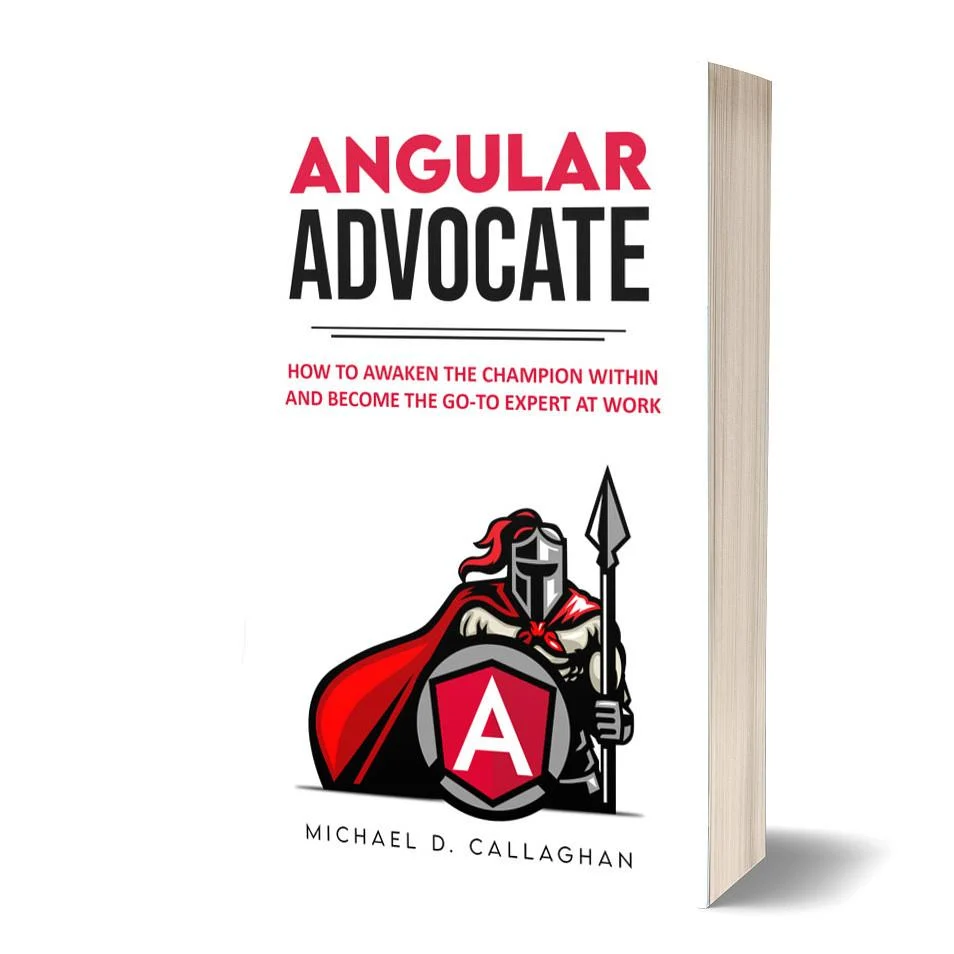 ANGULAR
ADVOCATE
HOW TO AWAKEN THE CHAMPION WITHIN
AND BECOME THE GO-TO EXPERT AT WORK
A
MICHAEL D. CALLAGHAN